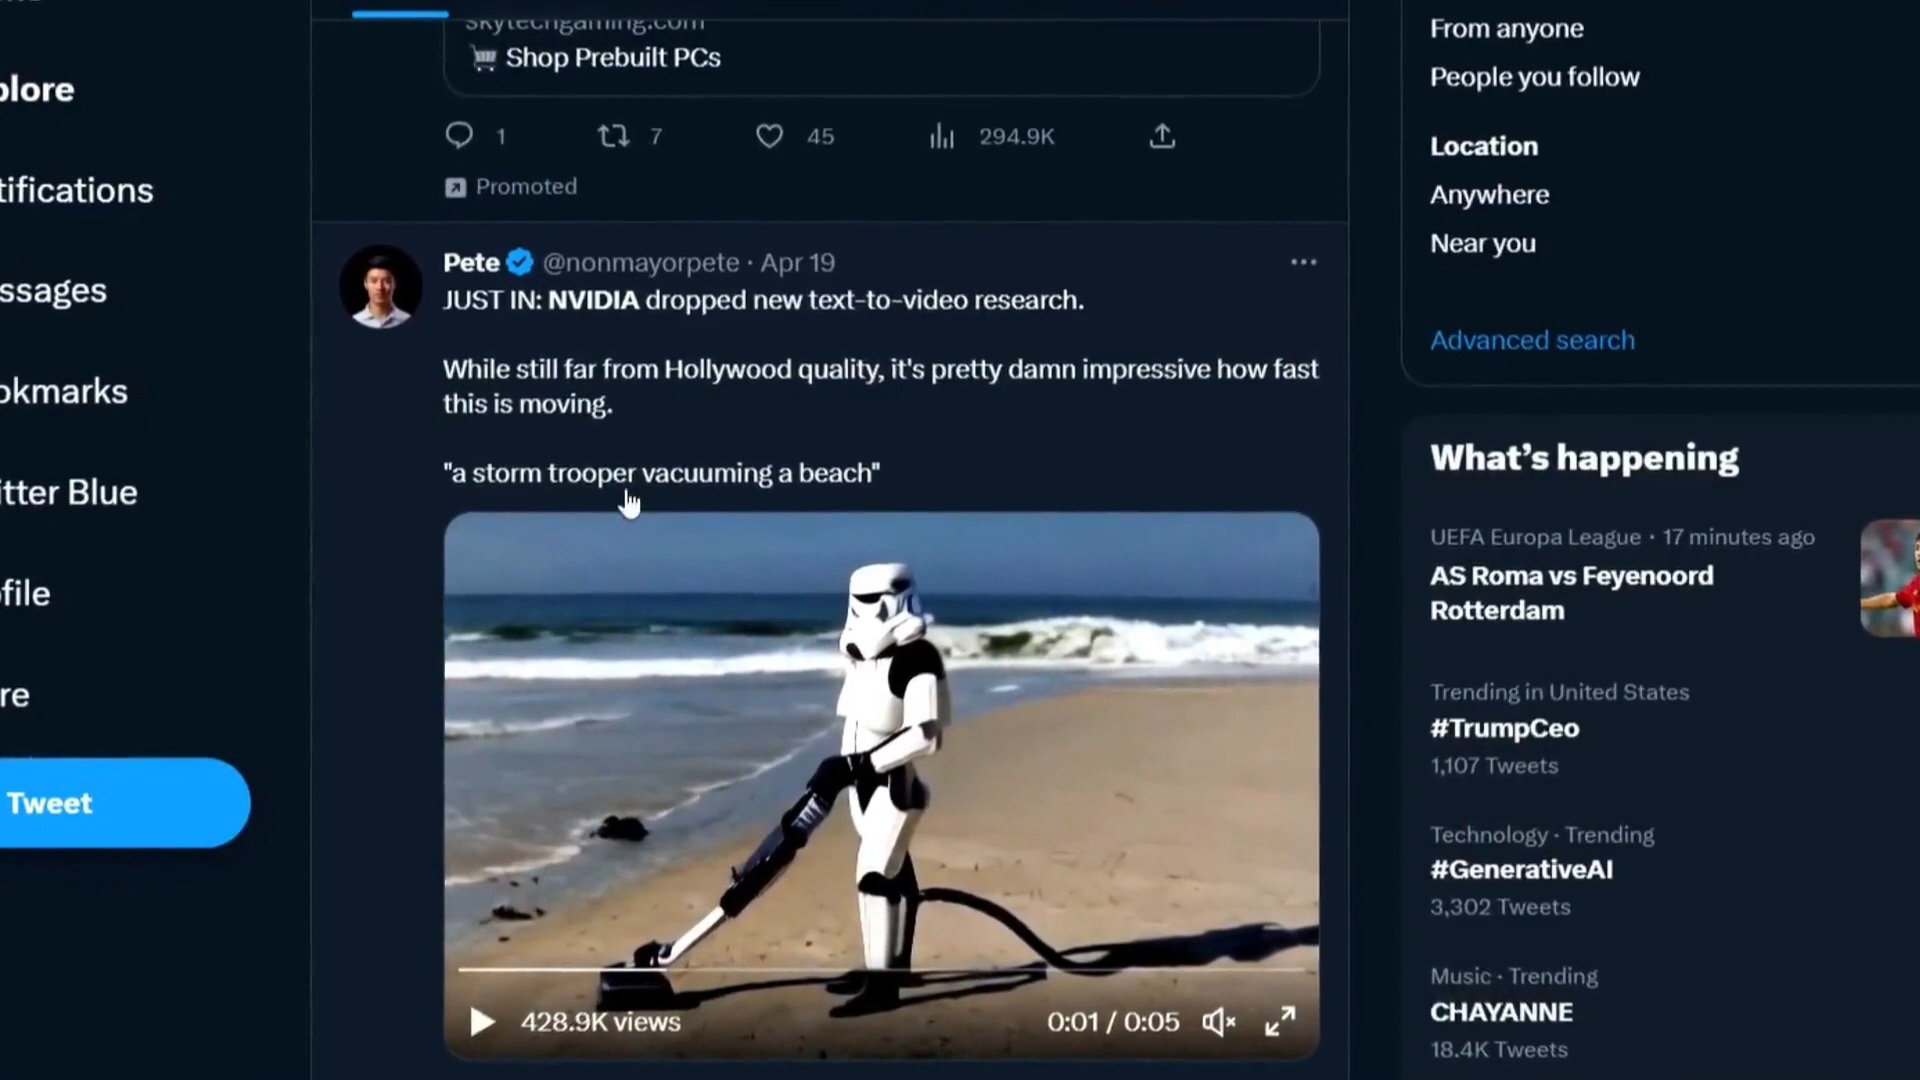 plore
tifications
ssages
okmarks
itter Blue
ofile
re
Tweet
skytechgaming.com
Shop Prebuilt PCs
1
7
45
294.9K
Promoted
Pete @nonmayorpete · Apr 19
JUST IN: NVIDIA dropped new text-to-video research.
While still far from Hollywood quality, it's pretty damn impressive how fast
this is moving.
"a storm trooper vacuuming a beach"
428.9K views
0:01 / 0:05
From anyone
People you follow
Location
Anywhere
Near you
Advanced search
What's happening
UEFA Europa League · 17 minutes ago
AS Roma vs Feyenoord
Rotterdam
Trending in United States
#TrumpCeo
1,107 Tweets
Technology · Trending
#GenerativeAI
3,302 Tweets
Music · Trending
CHAYANNE
18.4K Tweets